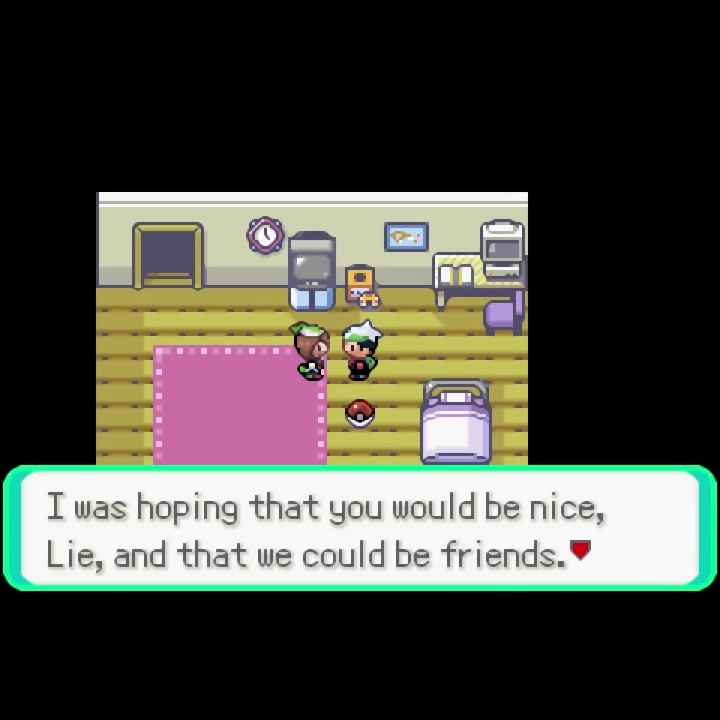 I was hoping that you would be nice,
Lie, and that we could be friends.♥